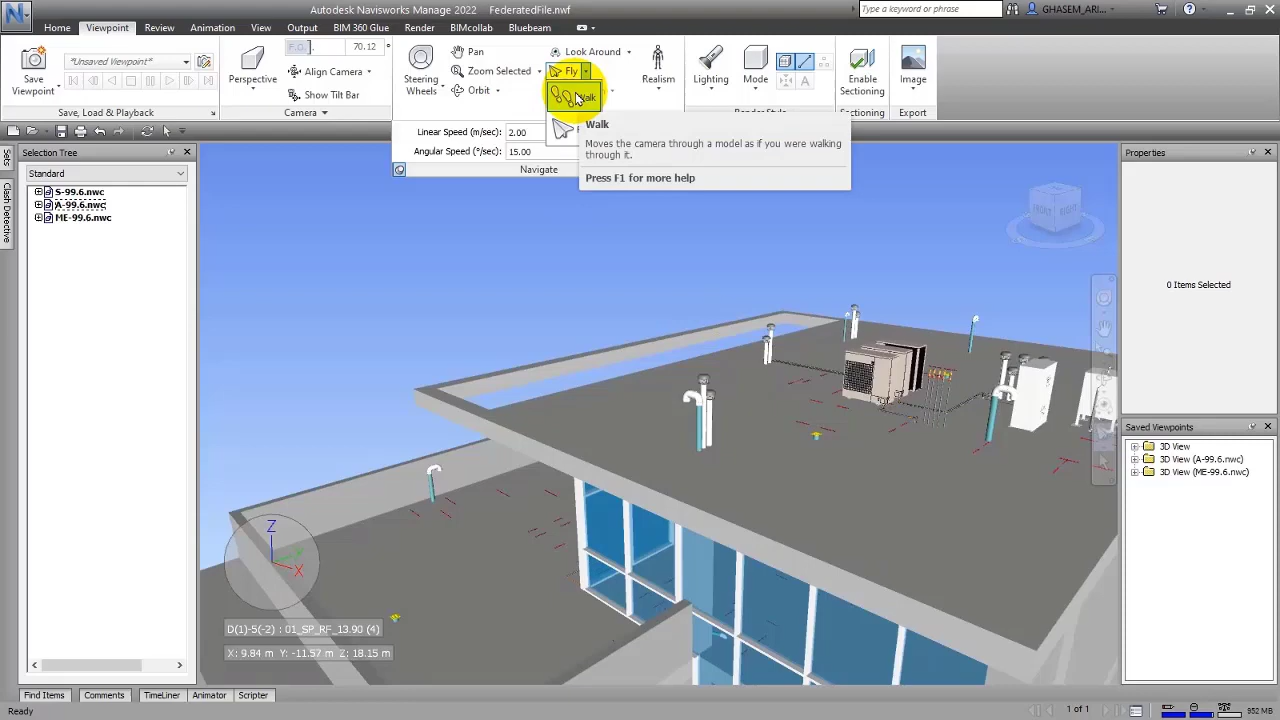 N
Autodesk Navisworks Manage 2022 FederatedFile.nwf
Type a keyword or phrase
GHASEM_ARI...
Home Viewpoint Review Animation View Output BIM 360 Glue Render BIMcollab Bluebeam
Save Viewpoint
*Unsaved Viewpoint*
Save, Load & Playback
Perspective
F.O.
70.12
Align Camera
Show Tilt Bar
Camera
Steering Wheels
Pan
Zoom Selected
Orbit
Look Around
Fly
Walk
Realism
Lighting
Mode
Enable Sectioning
Sectioning
Image
Export
Linear Speed (m/sec): 2.00
Angular Speed (°/sec): 15.00
Navigate
Walk
Moves the camera through a model as if you were walking
through it.
Press F1 for more help
Sets
Clash Detective
Selection Tree
Standard
S-99.6.nwc
A-99.6.nwc
ME-99.6.nwc
FRONT RIGHT
Properties
0 Items Selected
Saved Viewpoints
3D View
3D View (A-99.6.nwc)
3D View (ME-99.6.nwc)
Z
Y
X
D(1)-5(-2) : 01_SP_RF_13.90 (4)
X: 9.84 m Y: -11.57 m Z: 18.15 m
Find Items Comments TimeLiner Animator Scripter
Ready
1 of 1
952 MB